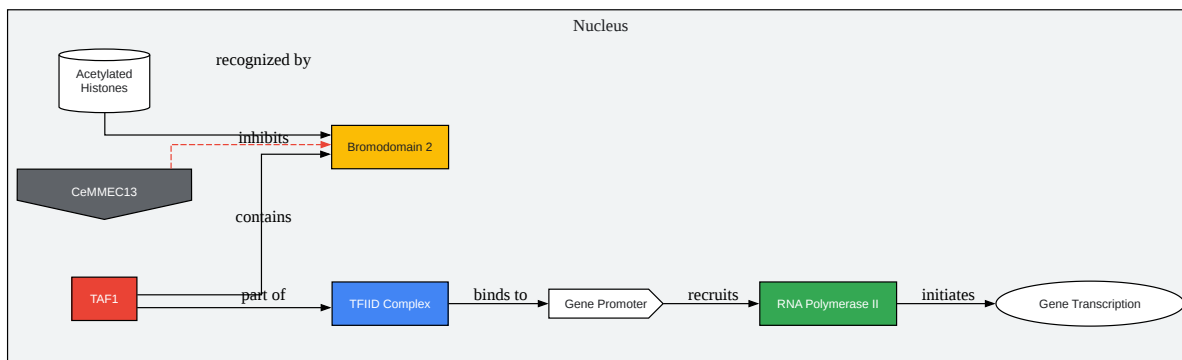 Nucleus
recognized by
Acetylated
Histones
inhibits
Bromodomain 2
CeMMEC13
contains
TAF1
part of
TFIID Complex
binds to
Gene Promoter
recruits
RNA Polymerase II
initiates
Gene Transcription